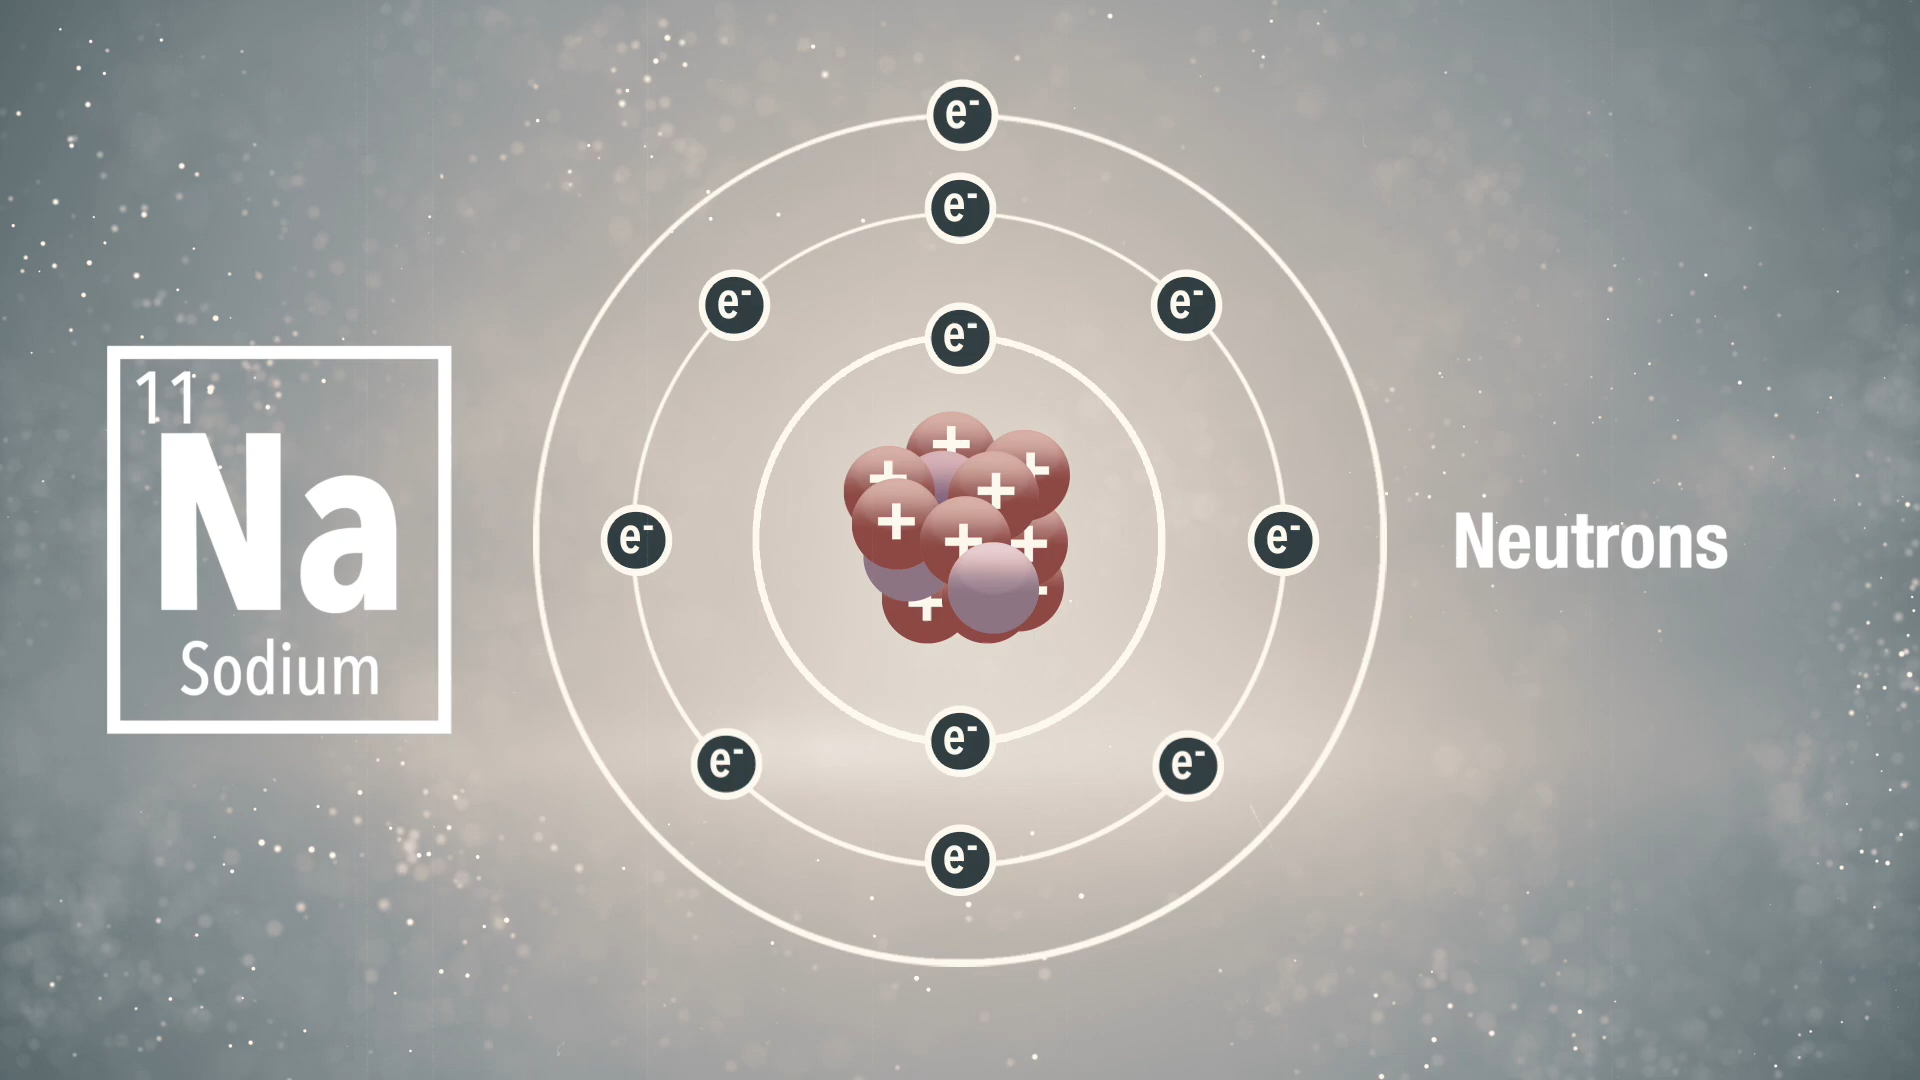 11
Na
Sodium
e-
e-
e-
e-
e-
e-
e-
e-
e-
e-
e-
+
+
+
+
+
+
+
+
Neutrons